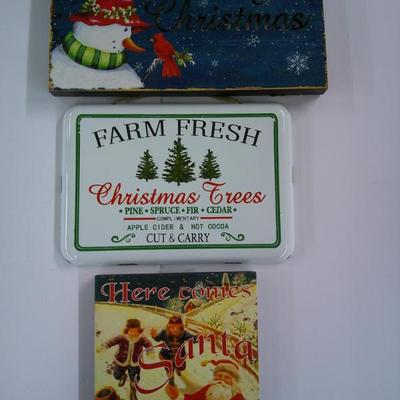 Christmas
FARM FRESH
Christmas Trees
• PINE • SPRUCE • FIR • CEDAR •
COMPLIMENTARY
APPLE CIDER & HOT COCOA
CUT & CARRY
Here comes
Santa